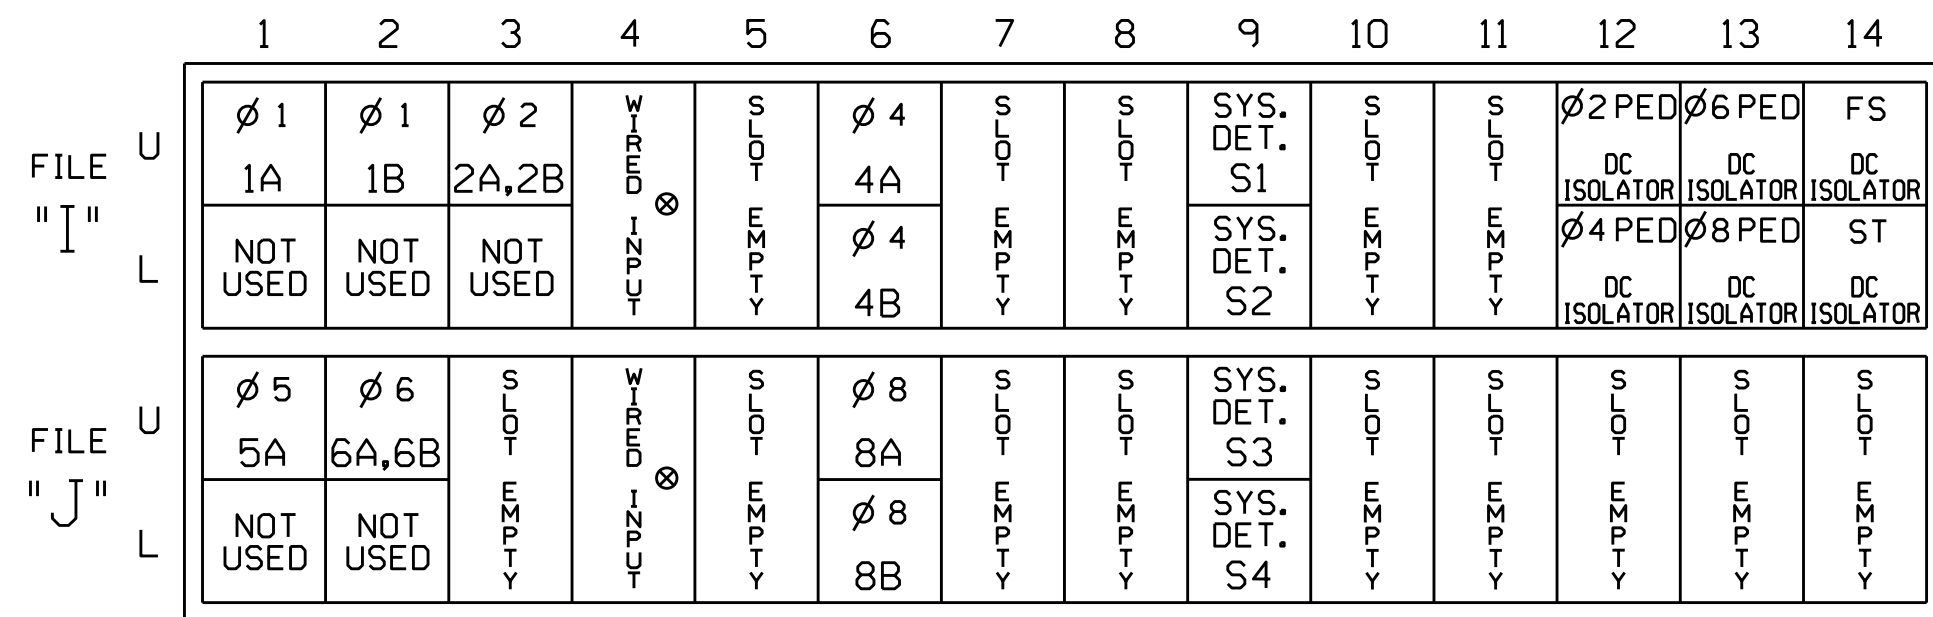 1 2 3 4 5 6 7 8 9 10 11 12 13 14
FILE
"I"
U
L
Ø 1
1A
NOT
USED
Ø 1
1B
NOT
USED
Ø 2
2A,2B
NOT
USED
WIRED INPUT
⊗
SLOT EMPTY
Ø 4
4A
Ø 4
4B
SLOT EMPTY
SLOT EMPTY
SYS.
DET.
S1
SYS.
DET.
S2
SLOT EMPTY
SLOT EMPTY
Ø2 PED
DC
ISOLATOR
Ø4 PED
DC
ISOLATOR
Ø6 PED
DC
ISOLATOR
Ø8 PED
DC
ISOLATOR
FS
DC
ISOLATOR
ST
DC
ISOLATOR
FILE
"J"
U
L
Ø 5
5A
NOT
USED
Ø 6
6A,6B
NOT
USED
SLOT EMPTY
WIRED INPUT
⊗
SLOT EMPTY
Ø 8
8A
Ø 8
8B
SLOT EMPTY
SLOT EMPTY
SYS.
DET.
S3
SYS.
DET.
S4
SLOT EMPTY
SLOT EMPTY
SLOT EMPTY
SLOT EMPTY
SLOT EMPTY